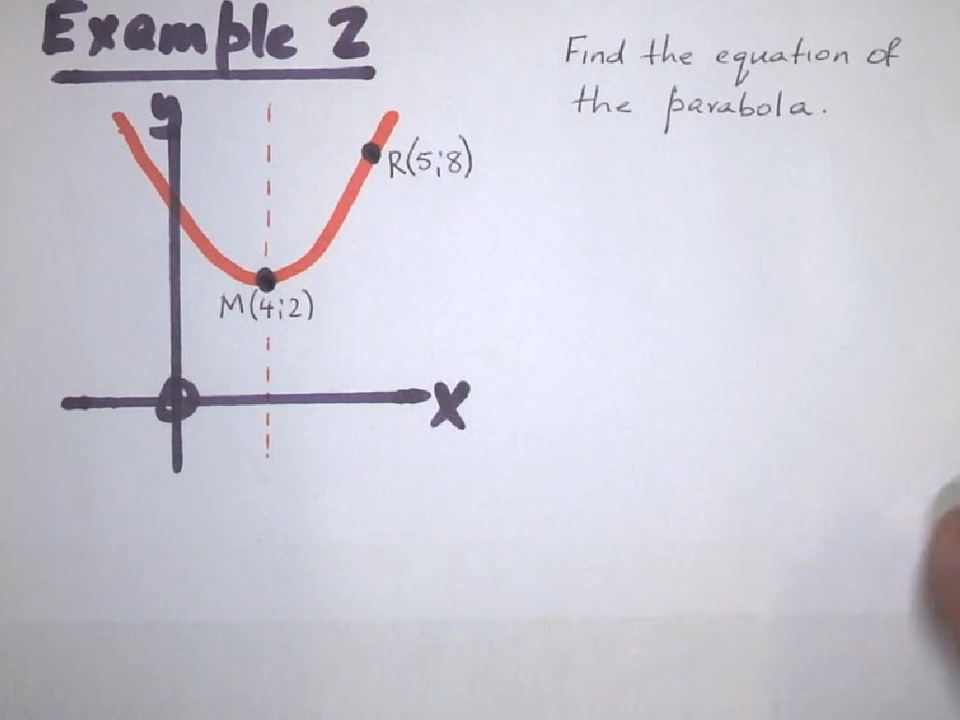 Example 2
Find the equation of
the parabola.
y
R(5;8)
M(4;2)
x